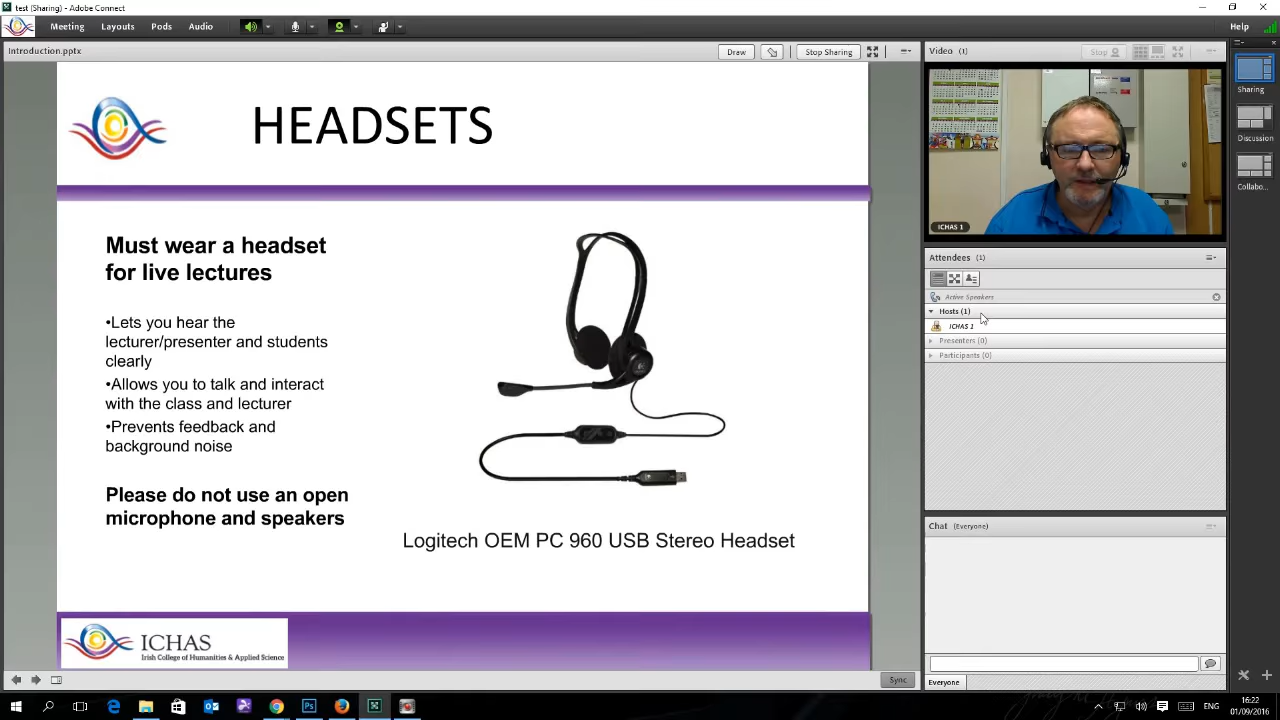 test (Sharing) - Adobe Connect
Meeting Layouts Pods Audio Help
Introduction.pptx
Draw Stop Sharing
HEADSETS
Must wear a headset
for live lectures
•Lets you hear the
lecturer/presenter and students
clearly
•Allows you to talk and interact
with the class and lecturer
•Prevents feedback and
background noise
Please do not use an open
microphone and speakers
Logitech OEM PC 960 USB Stereo Headset
ICHAS
Irish College of Humanities & Applied Science
Sync
Video (1)
Stop
ICHAS 1
Attendees (1)
Active Speakers
Hosts (1)
ICHAS 1
Presenters (0)
Participants (0)
Chat (Everyone)
Everyone
Sharing
Discussion
Collabo...
ENG
16:22
01/09/2016